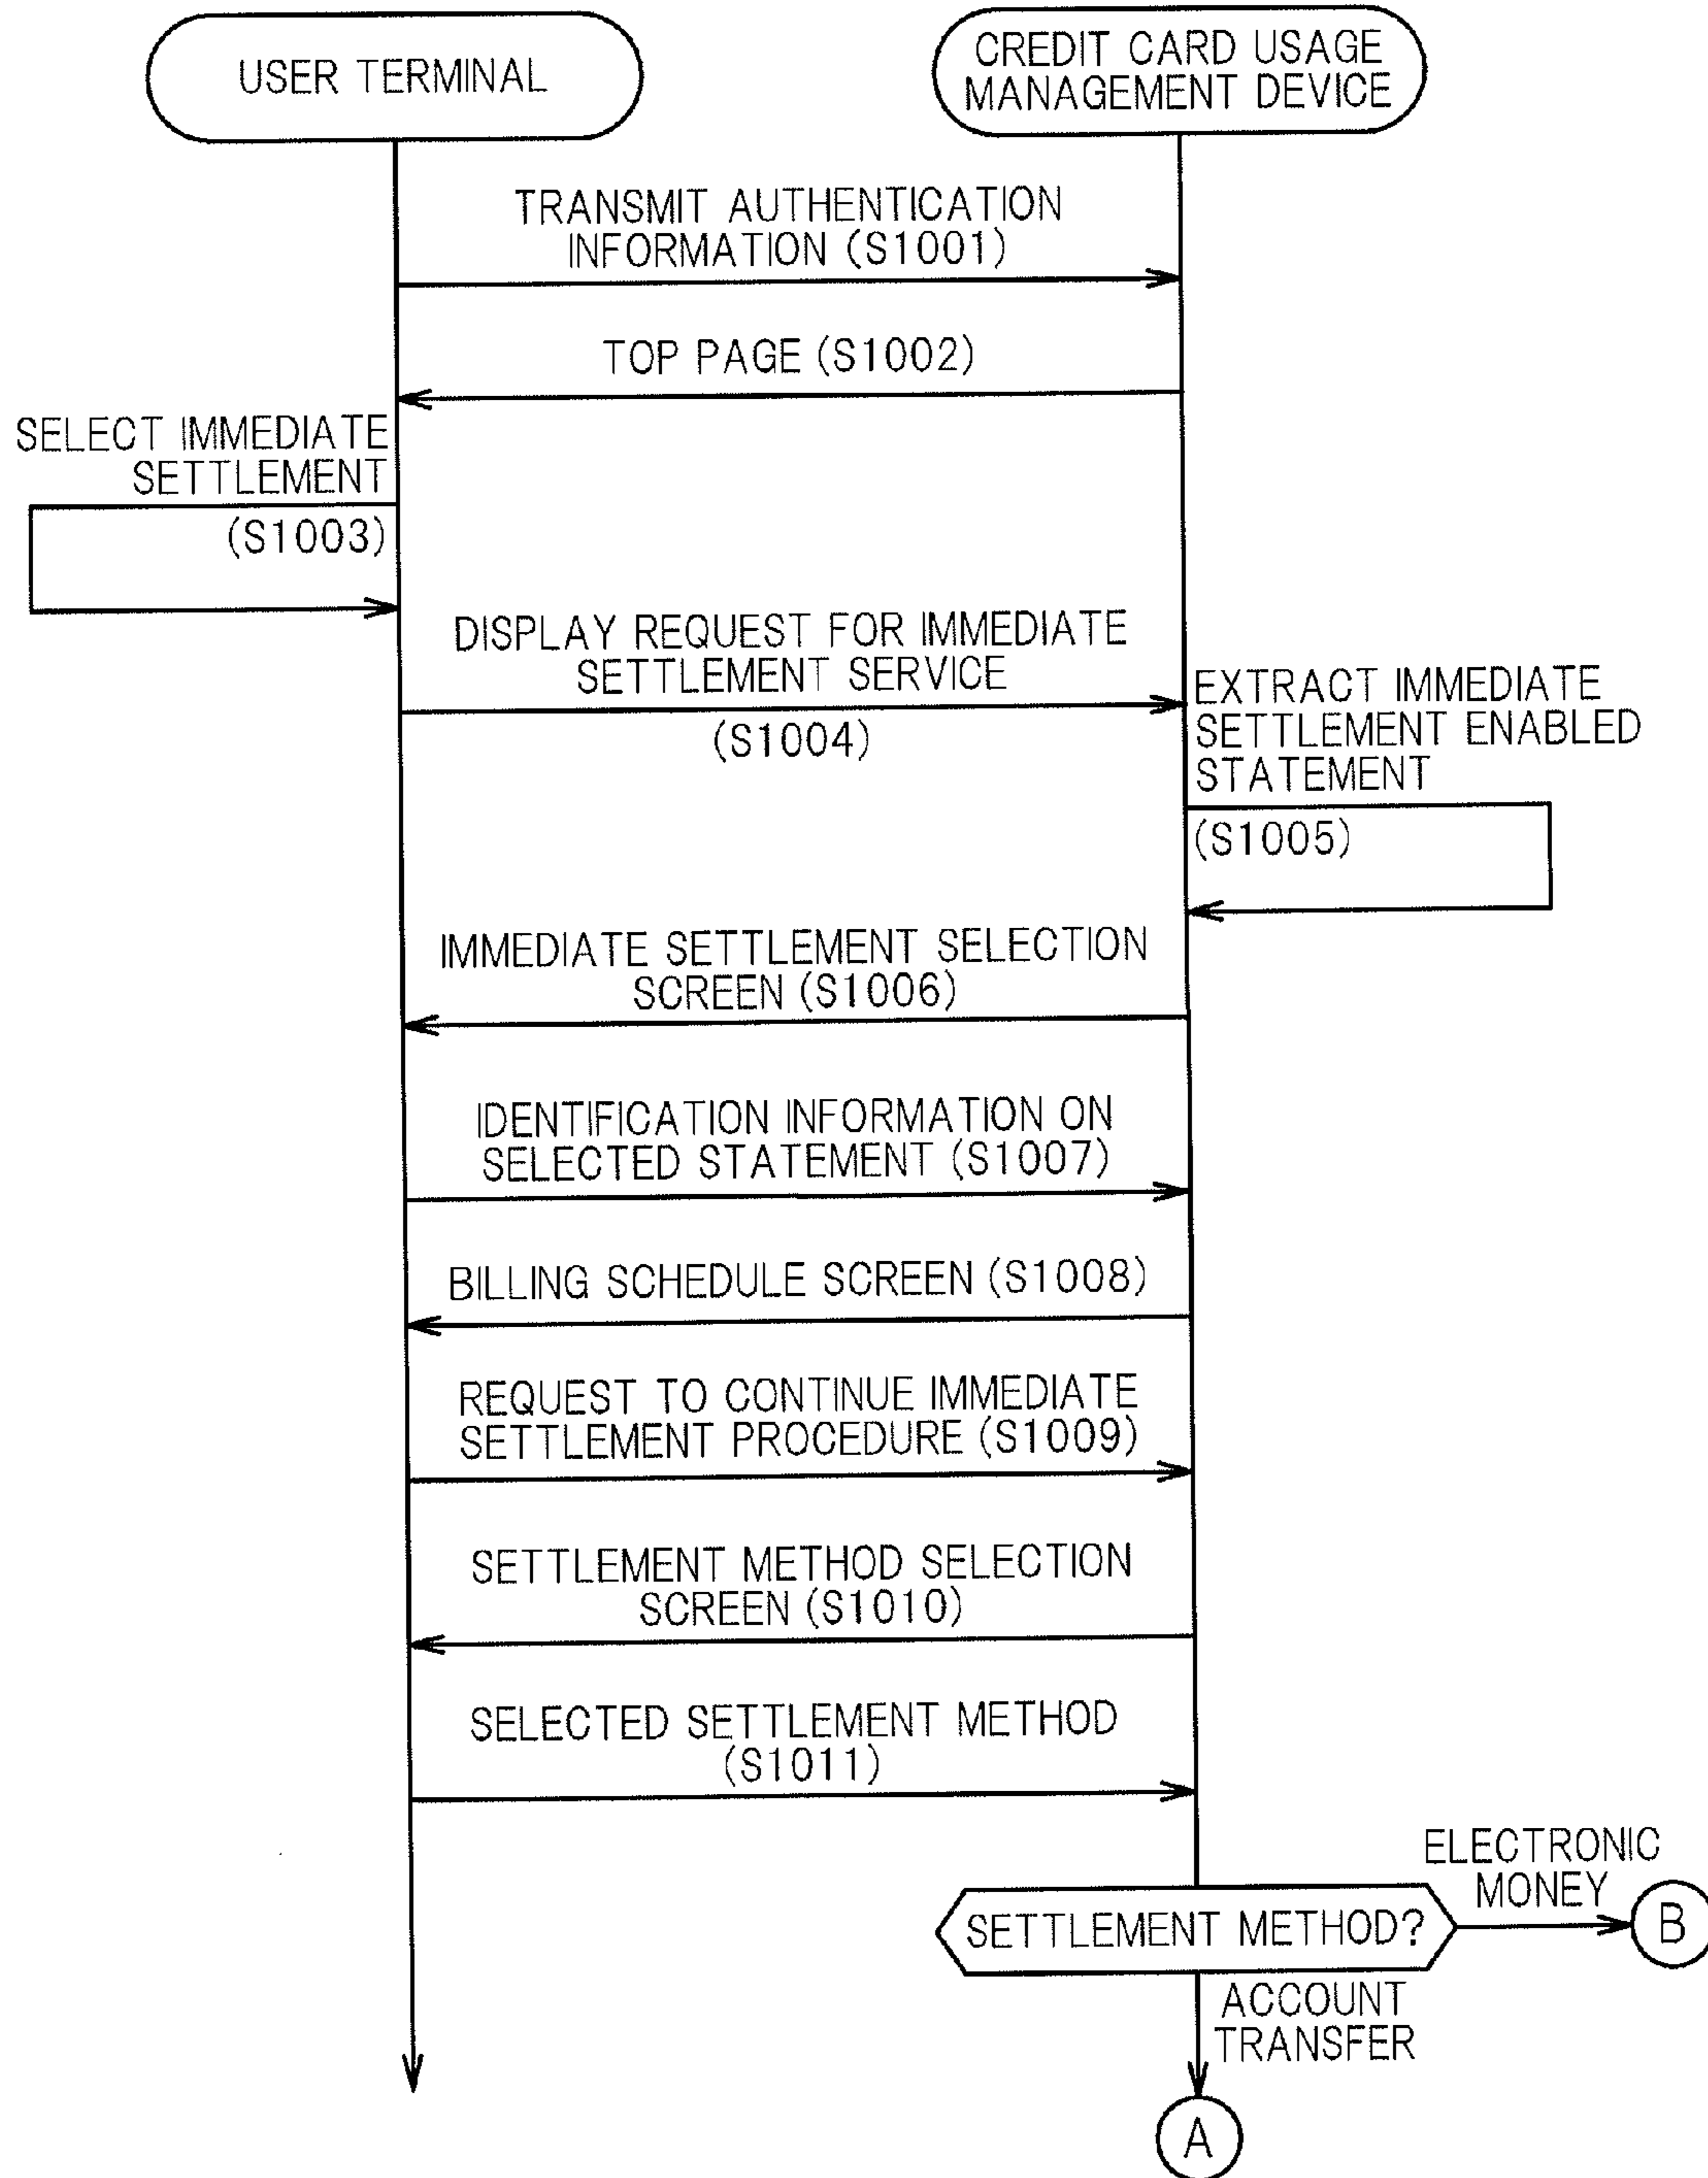 USER TERMINAL
CREDIT CARD USAGE
MANAGEMENT DEVICE
TRANSMIT AUTHENTICATION
INFORMATION (S1001)
TOP PAGE (S1002)
SELECT IMMEDIATE
SETTLEMENT
(S1003)
DISPLAY REQUEST FOR IMMEDIATE
SETTLEMENT SERVICE
(S1004)
EXTRACT IMMEDIATE
SETTLEMENT ENABLED
STATEMENT
(S1005)
IMMEDIATE SETTLEMENT SELECTION
SCREEN (S1006)
IDENTIFICATION INFORMATION ON
SELECTED STATEMENT (S1007)
BILLING SCHEDULE SCREEN (S1008)
REQUEST TO CONTINUE IMMEDIATE
SETTLEMENT PROCEDURE (S1009)
SETTLEMENT METHOD SELECTION
SCREEN (S1010)
SELECTED SETTLEMENT METHOD
(S1011)
ELECTRONIC
MONEY
SETTLEMENT METHOD?
B
ACCOUNT
TRANSFER
A